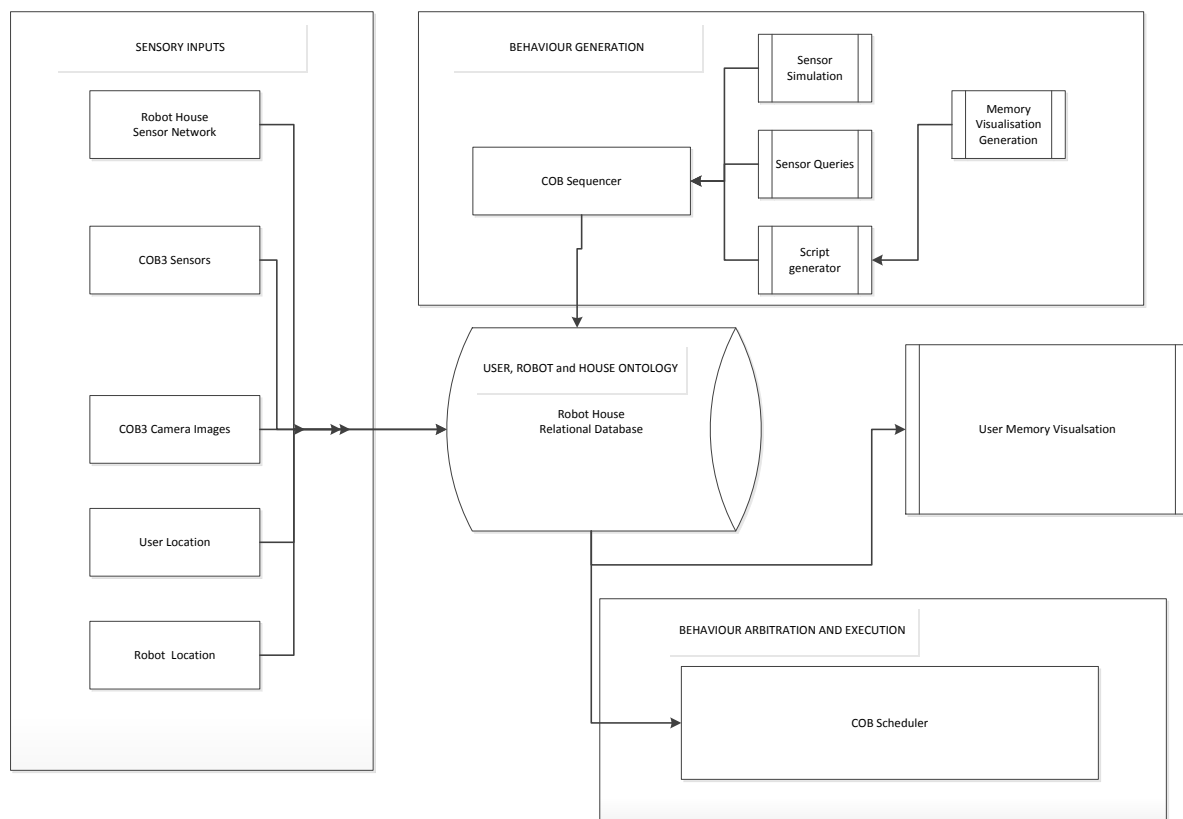 SENSORY INPUTS
Robot House
Sensor Network
COB3 Sensors
COB3 Camera Images
User Location
Robot  Location
BEHAVIOUR GENERATION
Sensor
Simulation
Memory
Visualisation
Generation
COB Sequencer
Sensor Queries
Script
generator
USER, ROBOT and HOUSE ONTOLOGY
Robot House
Relational Database
User Memory Visualsation
BEHAVIOUR ARBITRATION AND EXECUTION
COB Scheduler